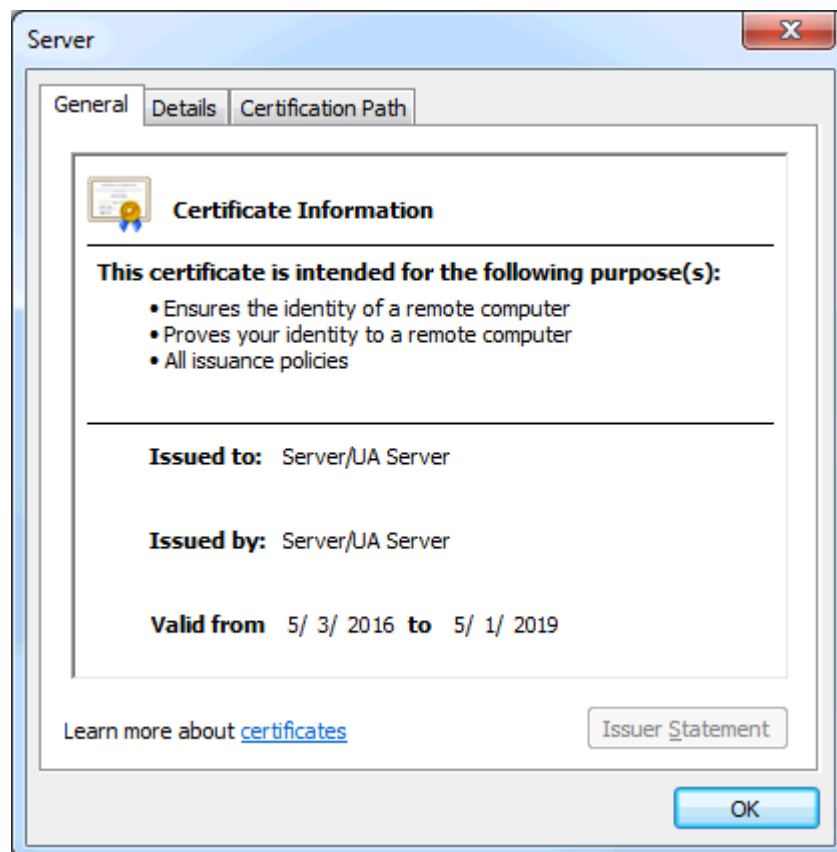 Server
General Details Certification Path
Certificate Information
This certificate is intended for the following purpose(s):
• Ensures the identity of a remote computer
• Proves your identity to a remote computer
• All issuance policies
Issued to: Server/UA Server
Issued by: Server/UA Server
Valid from 5/ 3/ 2016 to 5/ 1/ 2019
Learn more about certificates
Issuer Statement
OK